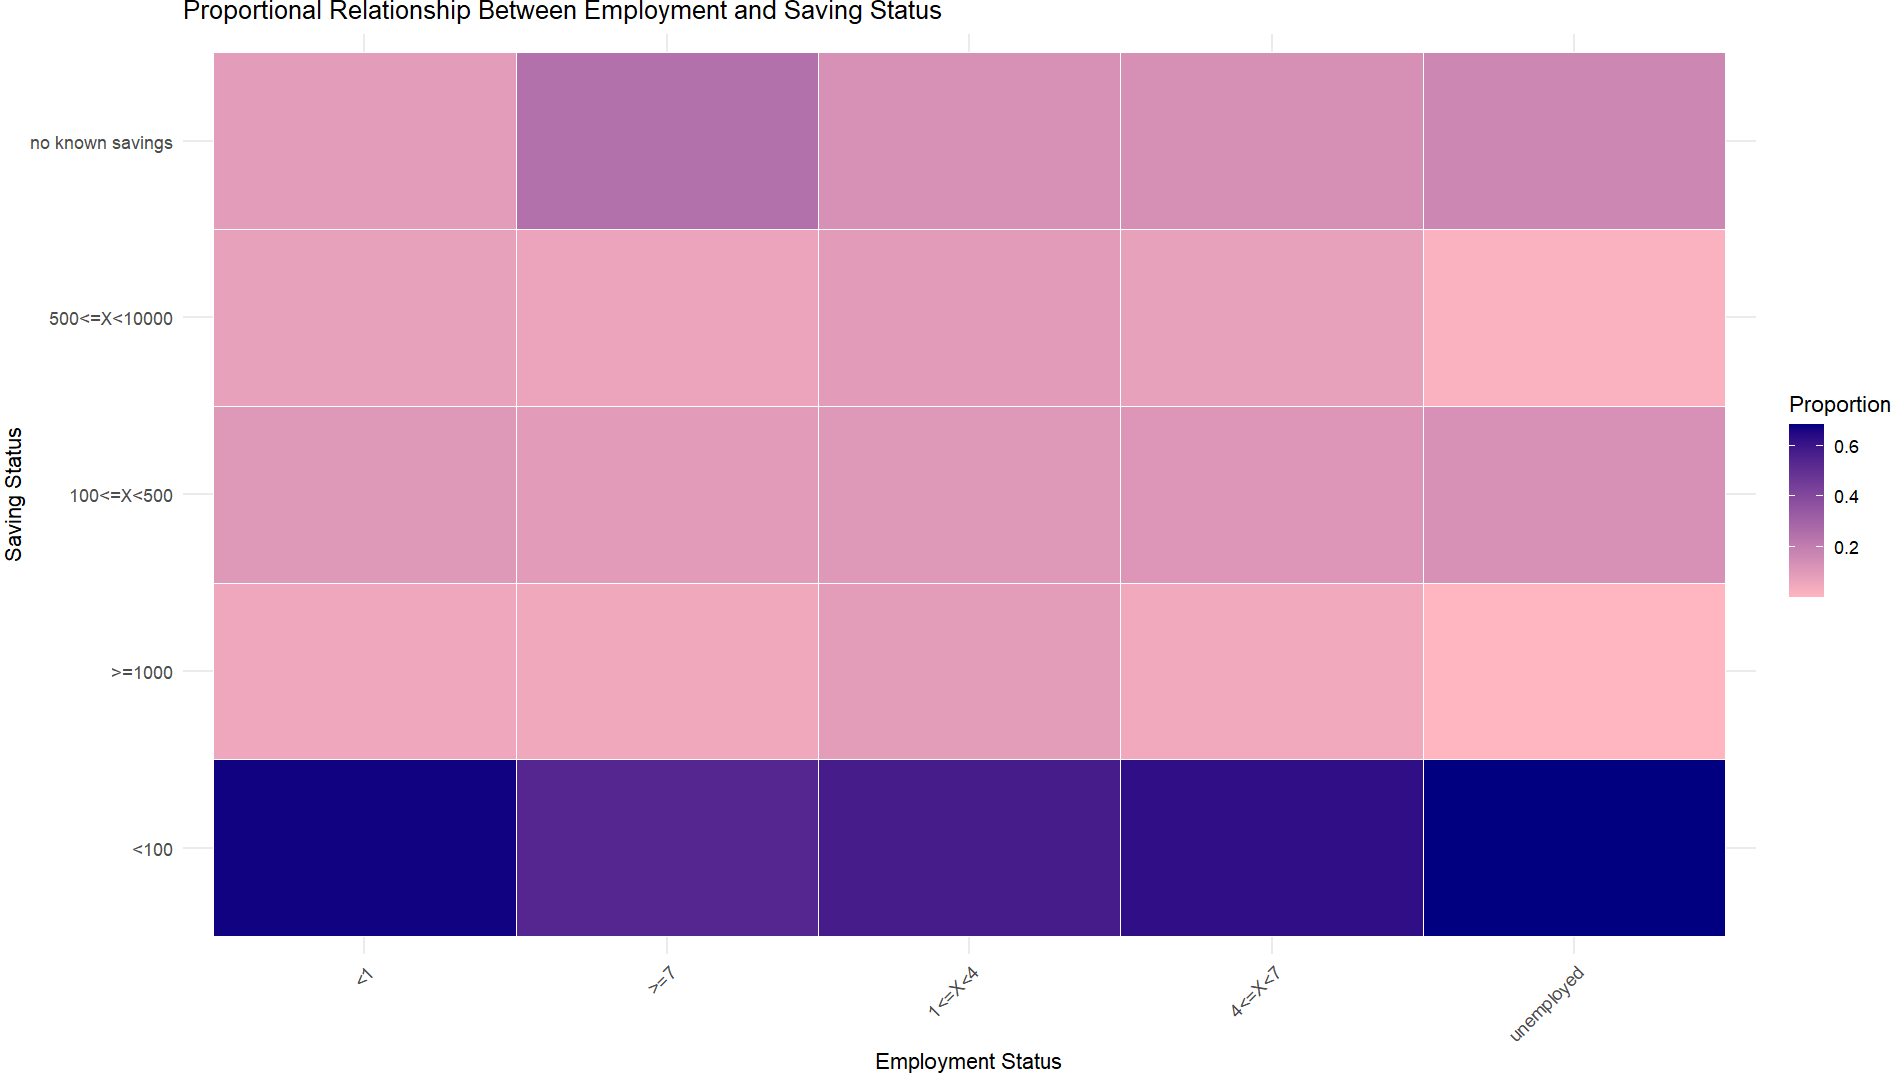 Proportional Relationship Between Employment and Saving Status
Saving Status
no known savings
500<=X<10000
100<=X<500
>=1000
<100
<1
>=7
1<=X<4
4<=X<7
unemployed
Employment Status
Proportion
0.6
0.4
0.2